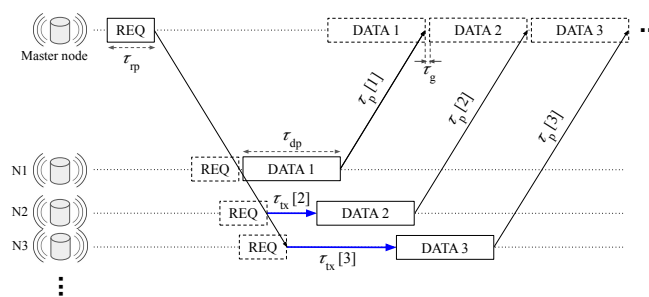 REQ DATA 1 DATA 2 DATA 3 ...
Master node
τrp τg
τp[1] τp[2] τp[3]
τdp
N1 REQ DATA 1
τtx [2]
N2 REQ DATA 2
N3 REQ DATA 3
τtx [3]
⋮